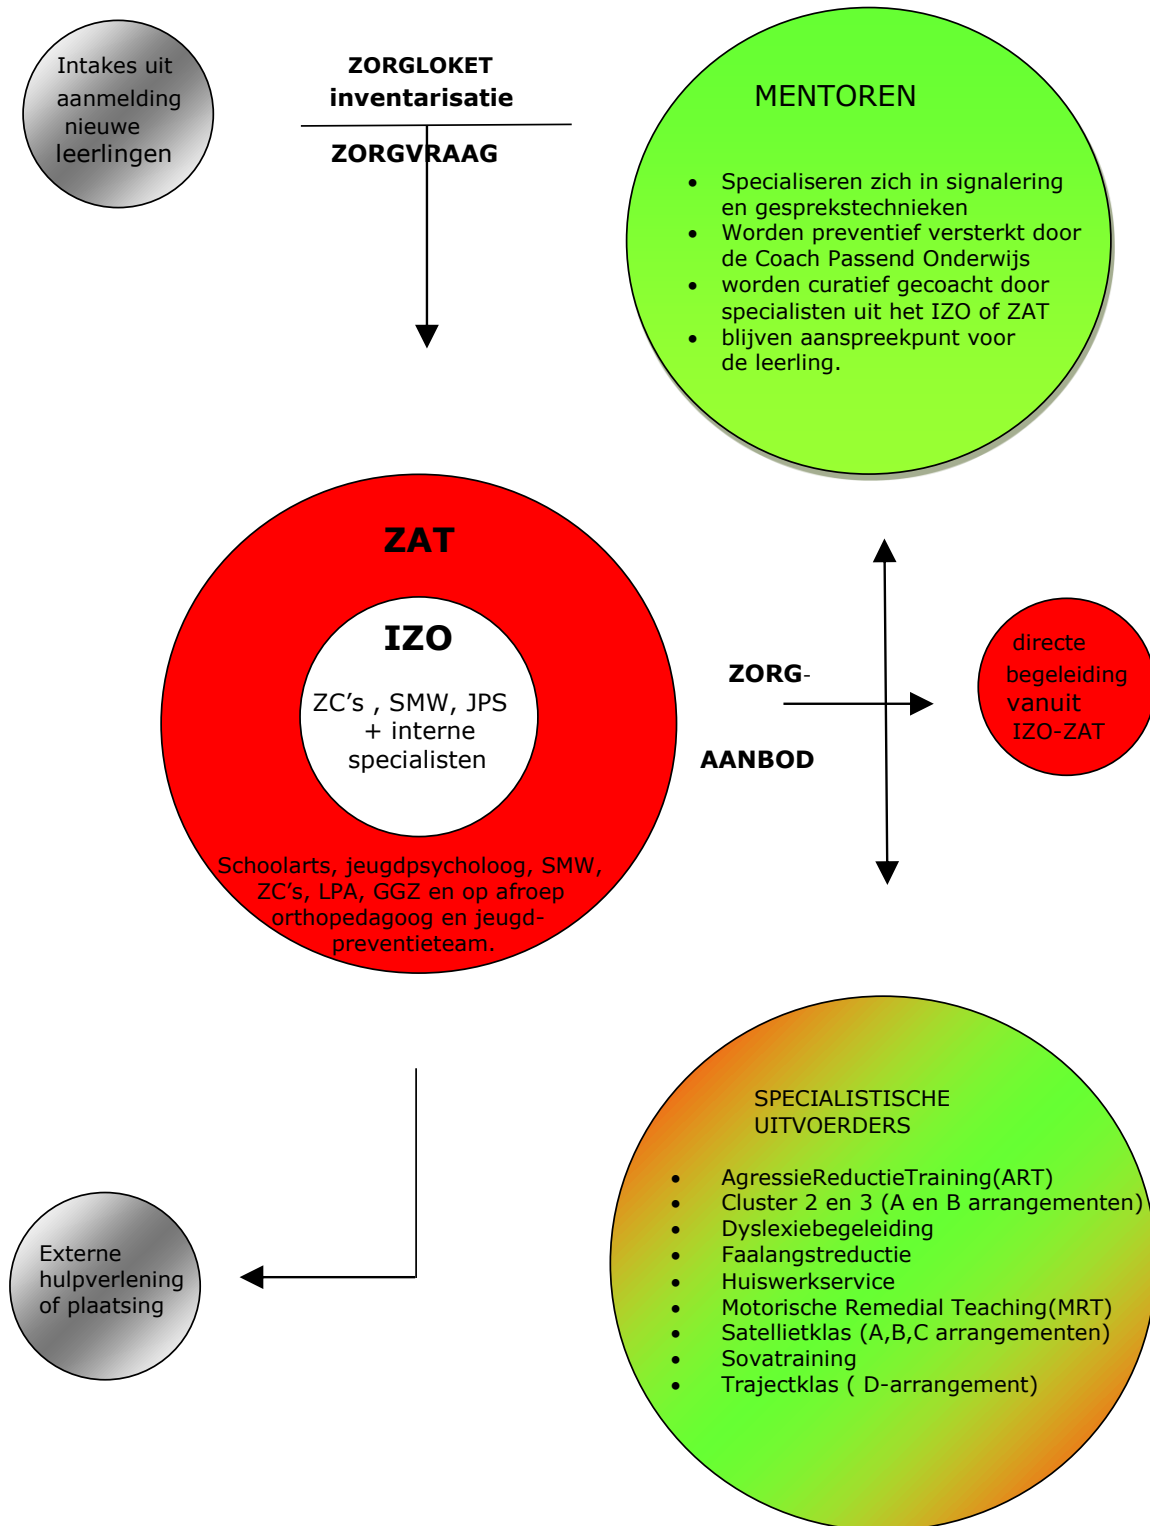 Intakes uit
aanmelding
nieuwe
leerlingen
ZORGLOKET
inventarisatie
ZORGVRAAG
MENTOREN
• Specialiseren zich in signalering
en gesprekstechnieken
• Worden preventief versterkt door
de Coach Passend Onderwijs
• worden curatief gecoacht door
specialisten uit het IZO of ZAT
• blijven aanspreekpunt voor
de leerling.
ZAT
IZO
ZC’s , SMW, JPS
+ interne
specialisten
Schoolarts, jeugdpsycholoog, SMW,
ZC’s, LPA, GGZ en op afroep
orthopedagoog en jeugd-
preventieteam.
ZORG-
AANBOD
directe
begeleiding
vanuit
IZO-ZAT
Externe
hulpverlening
of plaatsing
SPECIALISTISCHE
UITVOERDERS
• AgressieReductieTraining(ART)
• Cluster 2 en 3 (A en B arrangementen)
• Dyslexiebegeleiding
• Faalangstreductie
• Huiswerkservice
• Motorische Remedial Teaching(MRT)
• Satellietklas (A,B,C arrangementen)
• Sovatraining
• Trajectklas ( D-arrangement)